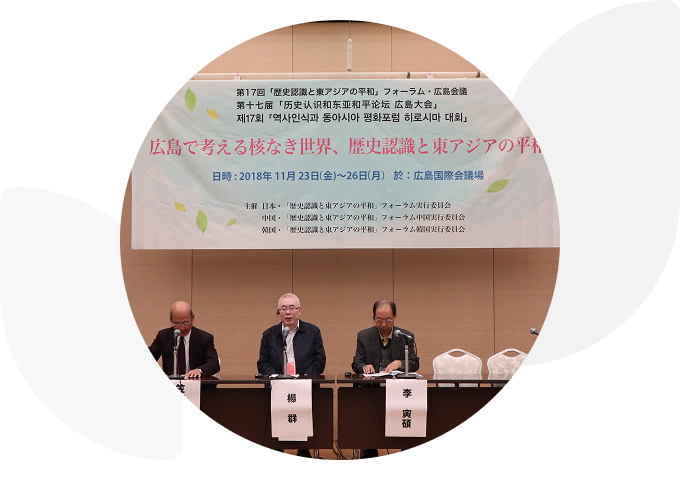 第17回「歴史認識と東アジアの平和」フォーラム・広島会議
第十七届「历史认识和东亚和平论坛 広島大会」
제17회「역사인식과 동아시아 평화포럼 히로시마 대회」
広島で考える核なき世界、歴史認識と東アジアの平和
日時：2018年 11月 23日(金)～26日(月) 於：広島国際会議場
主催 日本・「歴史認識と東アジアの平和」フォーラム実行委員会
中国・「歴史認識と東アジアの平和」フォーラム中国実行委員会
韓国・「歴史認識と東アジアの平和」フォーラム韓国実行委員会
楊 群
李 寅碩